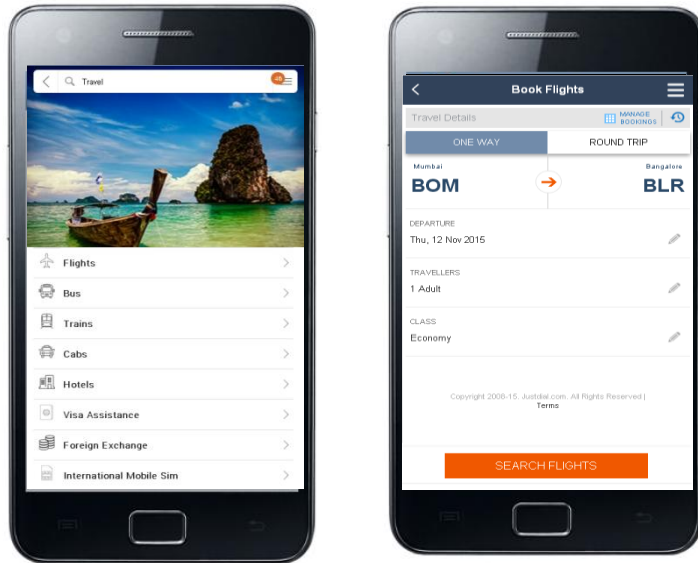 Travel
Flights
Bus
Trains
Cabs
Hotels
Visa Assistance
Foreign Exchange
International Mobile Sim
Book Flights
Travel Details
MANAGE
BOOKINGS
ONE WAY ROUND TRIP
Mumbai Bangalore
BOM BLR
DEPARTURE
Thu, 12 Nov 2015
TRAVELLERS
1 Adult
CLASS
Economy
Copyright 2008-15. Justdial.com. All Rights Reserved |
Terms
SEARCH FLIGHTS